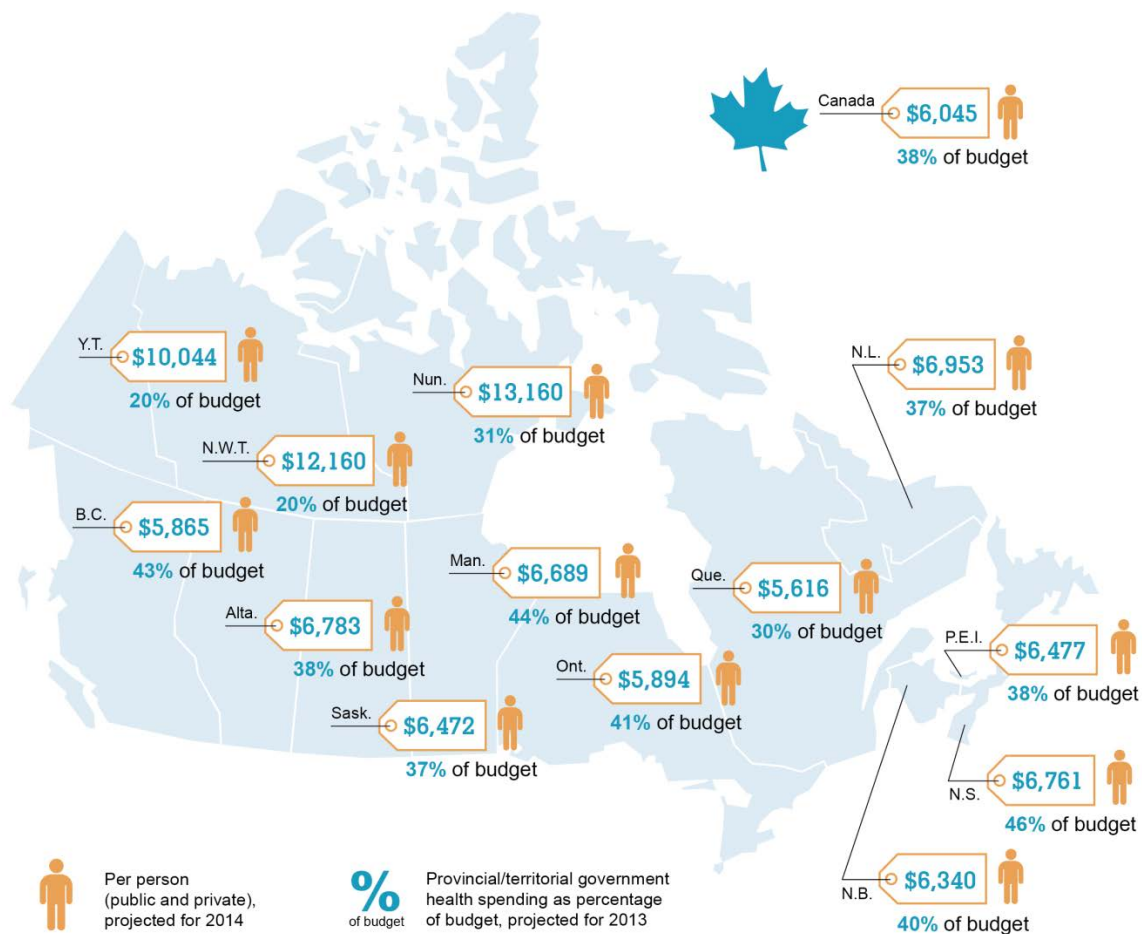 Canada
$6,045
38% of budget
Y.T.
$10,044
20% of budget
Nun.
$13,160
31% of budget
N.L.
$6,953
37% of budget
N.W.T.
$12,160
20% of budget
B.C.
$5,865
43% of budget
Man.
$6,689
44% of budget
Que.
$5,616
30% of budget
Alta.
$6,783
38% of budget
P.E.I.
$6,477
38% of budget
Ont.
$5,894
41% of budget
Sask.
$6,472
37% of budget
N.S.
$6,761
46% of budget
N.B.
$6,340
40% of budget
Per person
(public and private),
projected for 2014
%
of budget
Provincial/territorial government
health spending as percentage
of budget, projected for 2013